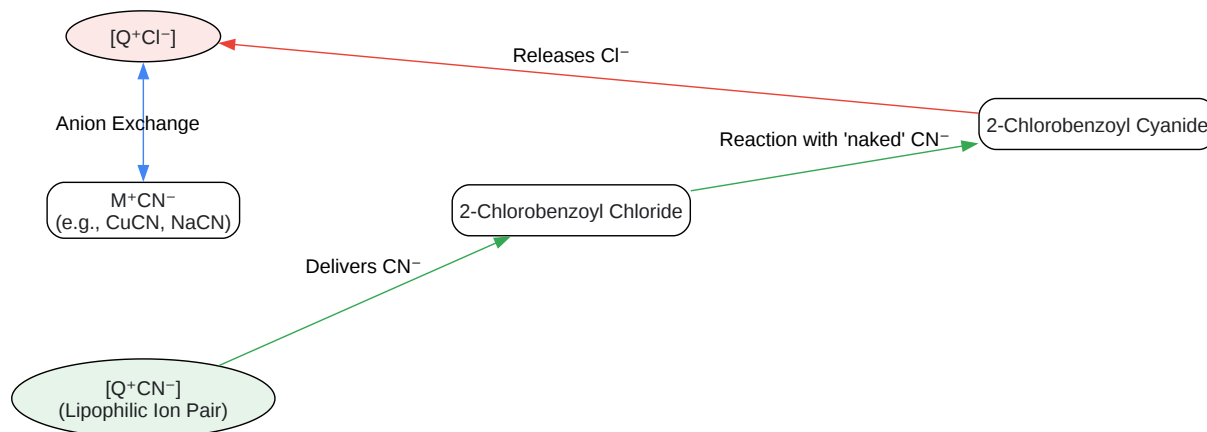 [Q⁺Cl⁻]
Releases Cl⁻
Anion Exchange
2-Chlorobenzoyl Cyanide
Reaction with 'naked' CN⁻
M⁺CN⁻
(e.g., CuCN, NaCN)
2-Chlorobenzoyl Chloride
Delivers CN⁻
[Q⁺CN⁻]
(Lipophilic Ion Pair)